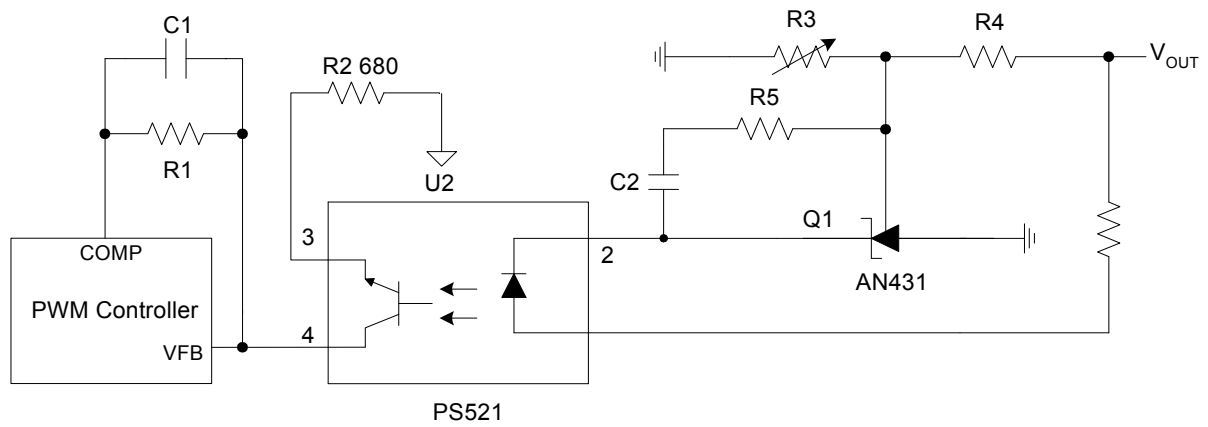 C1
R3
R4
V_OUT
R2 680
R5
R1
U2
C2
Q1
3
2
COMP
AN431
PWM Controller
4
VFB
PS521